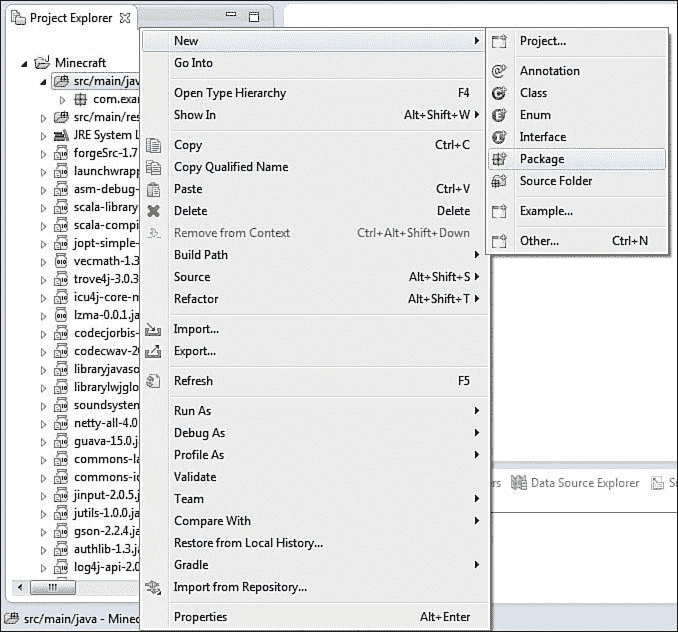 Project Explorer
Minecraft
src/main/jav
com.exar
src/main/res
JRE System L
forgeSrc-1.7
launchwrapp
asm-debug-
scala-library
scala-compi
jopt-simple-
vecmath-1.3
trove4j-3.0.3
icu4j-core-m
lzma-0.0.1.ja
codecjorbis-
codecwav-20
libraryjavaso
librarylwjglo
soundsystem
netty-all-4.0
guava-15.0.j
commons-la
commons-io
jinput-2.0.5.j
jutils-1.0.0.j
gson-2.2.4.ja
authlib-1.3.j
log4j-api-2.0
src/main/java - Minec
New
Go Into
Open Type Hierarchy F4
Show In Alt+Shift+W
Copy Ctrl+C
Copy Qualified Name
Paste Ctrl+V
Delete Delete
Remove from Context Ctrl+Alt+Shift+Down
Build Path
Source Alt+Shift+S
Refactor Alt+Shift+T
Import...
Export...
Refresh F5
Run As
Debug As
Profile As
Validate
Team
Compare With
Restore from Local History...
Gradle
Import from Repository...
Properties Alt+Enter
Project...
Annotation
Class
Enum
Interface
Package
Source Folder
Example...
Other... Ctrl+N
rs Data Source Explorer